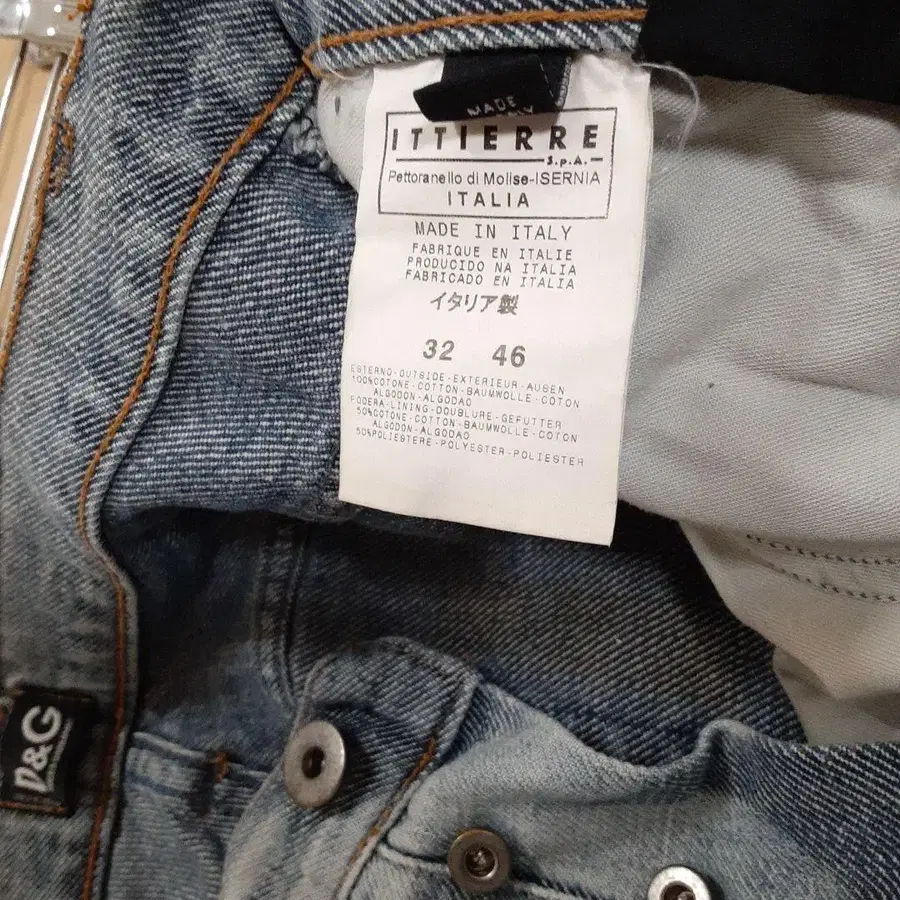 MADE
ITTIERRE
S.p.A.
Pettoranello di Molise-ISERNIA
ITALIA
MADE IN ITALY
FABRIQUE EN ITALIE
PRODUCIDO NA ITALIA
FABRICADO EN ITALIA
イタリア製
32 46
ESTERNO-OUTSIDE-EXTERIEUR-AUSEN
100%COTONE-COTTON-BAUMWOLLE-COTON
ALGODON-ALGODAO
FODERA-LINING-DOUBLURE-GEFUTTER
50%COTONE-COTTON-BAUMWOLLE-COTON
ALGODON-ALGODAO
50%POLIESTERE-POLYESTER-POLIESTER
D&G